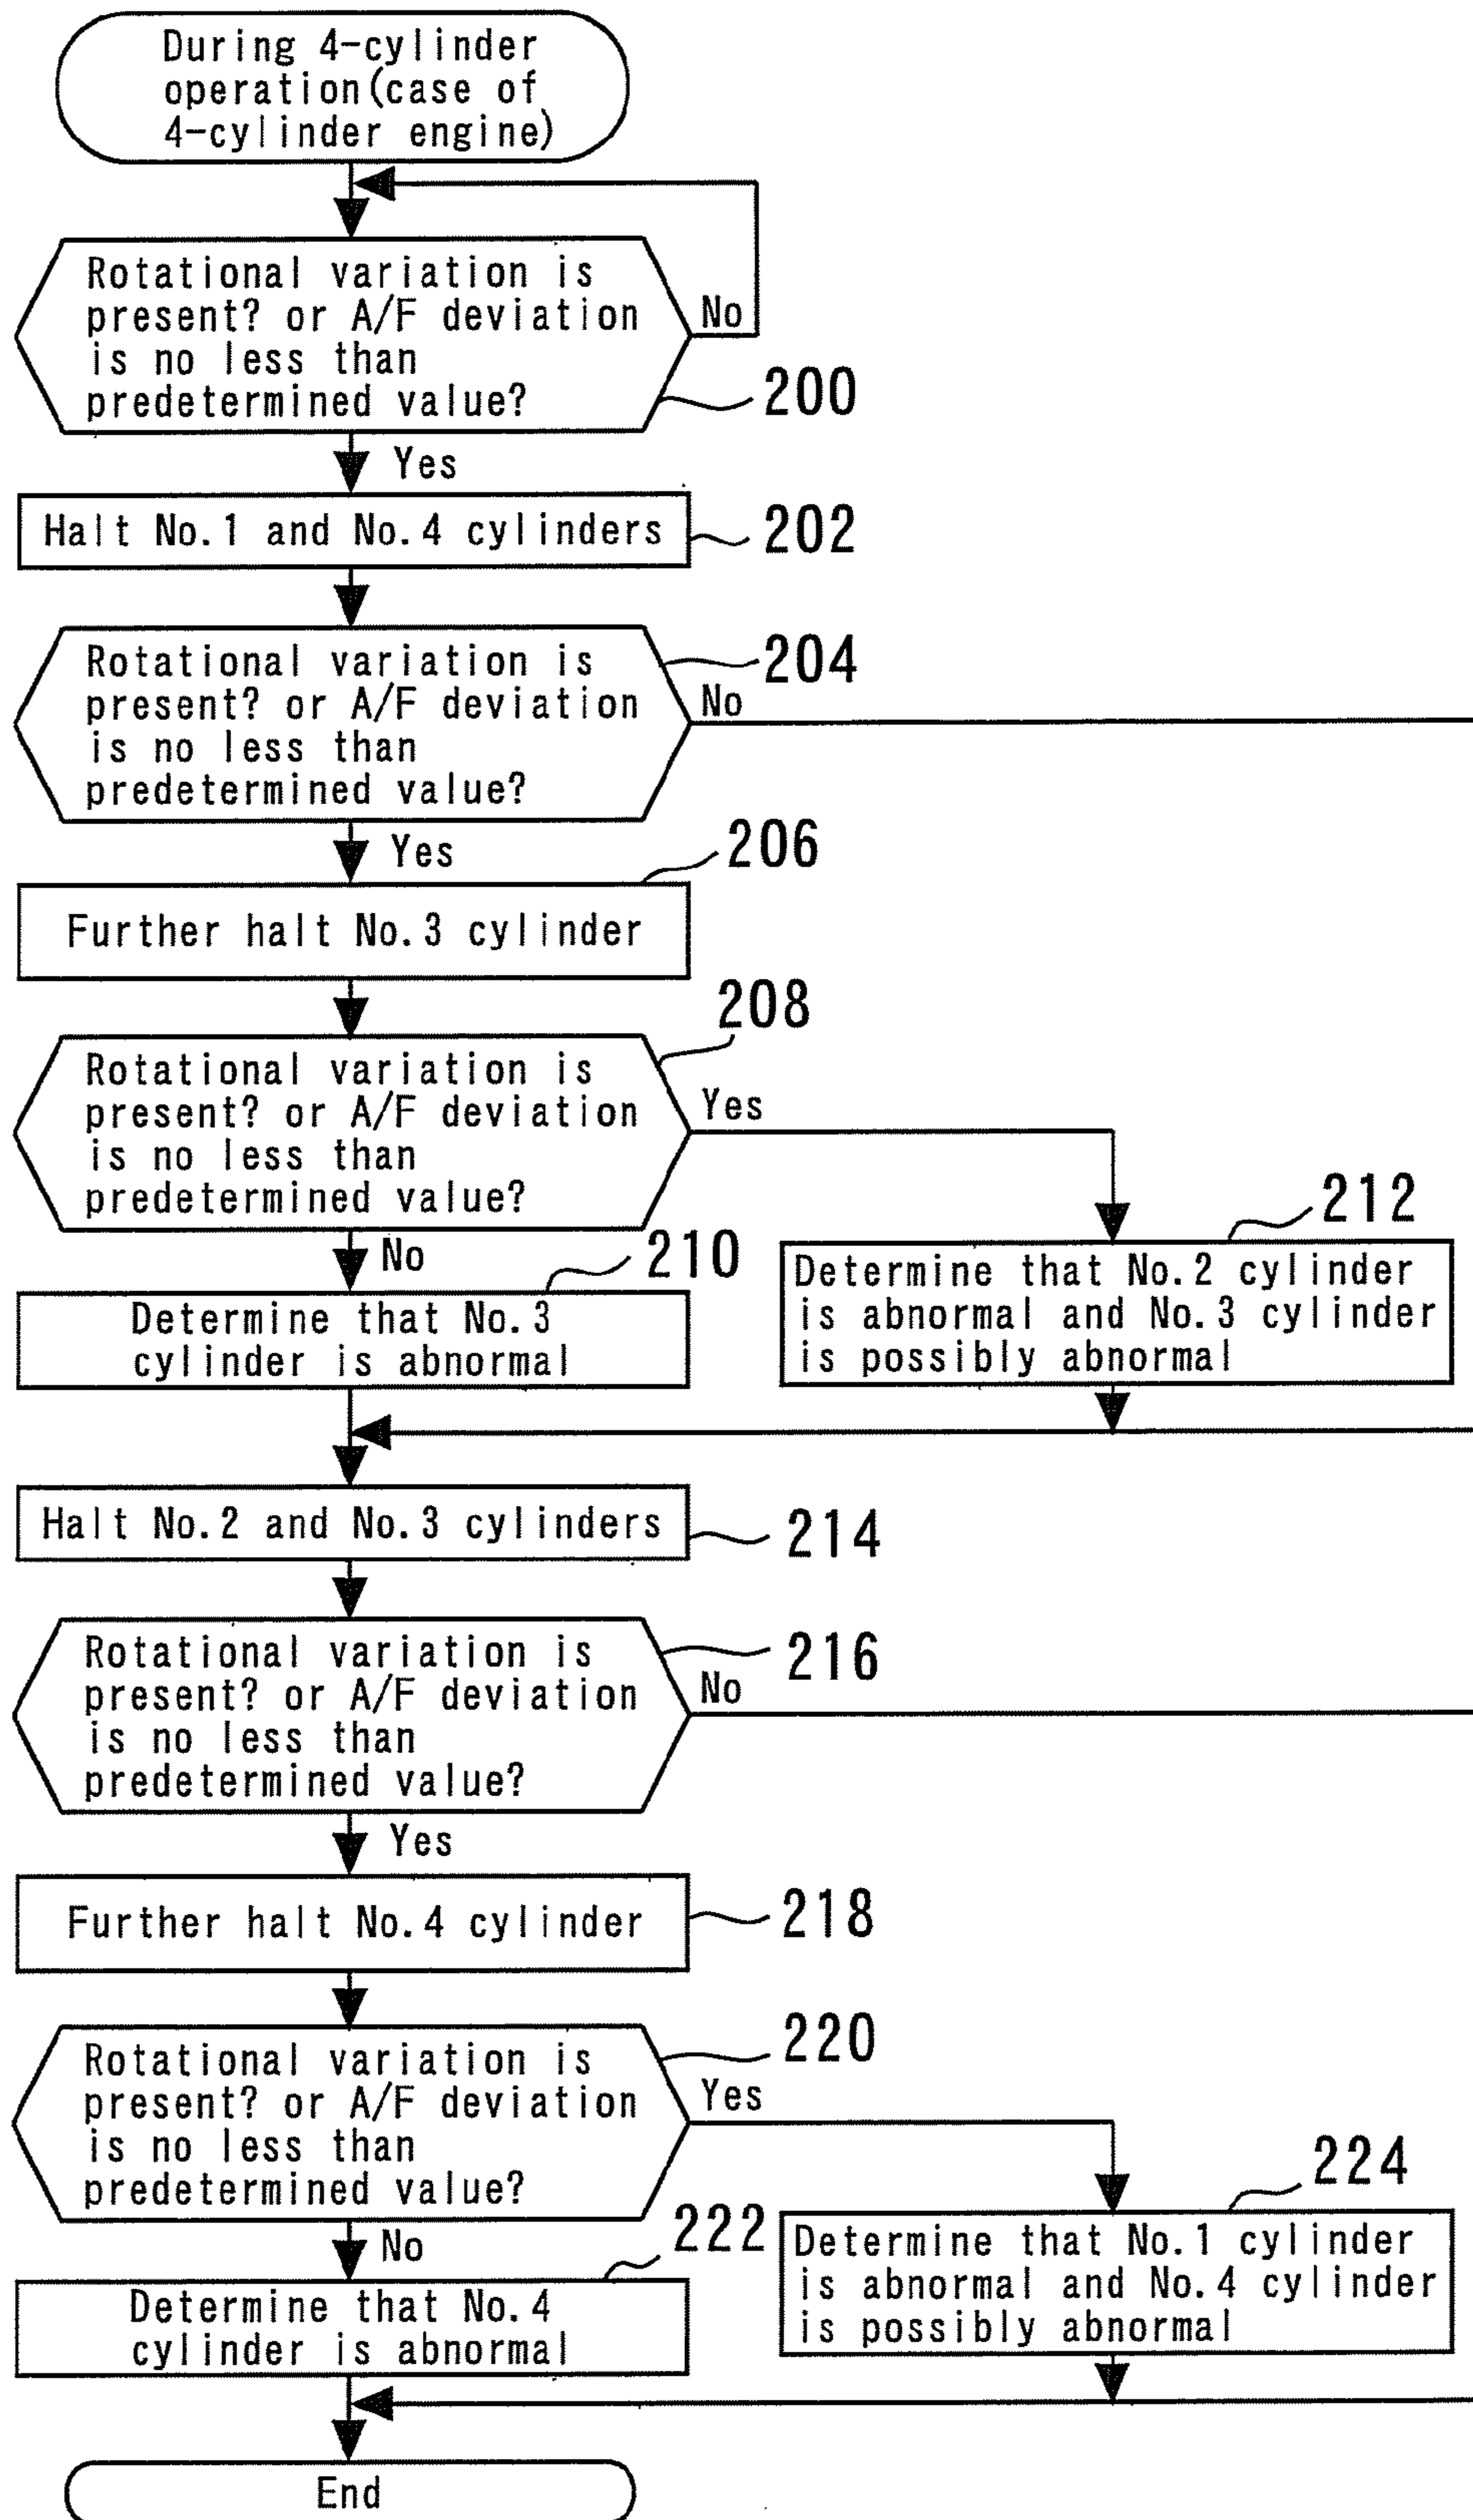 During 4-cylinder
operation(case of
4-cylinder engine)
Rotational variation is
present? or A/F deviation
is no less than
predetermined value?
No
200
Yes
Halt No.1 and No.4 cylinders
202
Rotational variation is
present? or A/F deviation
is no less than
predetermined value?
204
No
Yes
206
Further halt No.3 cylinder
208
Rotational variation is
present? or A/F deviation
is no less than
predetermined value?
Yes
No
210
212
Determine that No.3
cylinder is abnormal
Determine that No.2 cylinder
is abnormal and No.3 cylinder
is possibly abnormal
Halt No.2 and No.3 cylinders
214
Rotational variation is
present? or A/F deviation
is no less than
predetermined value?
216
No
Yes
Further halt No.4 cylinder
218
Rotational variation is
present? or A/F deviation
is no less than
predetermined value?
220
Yes
No
222
224
Determine that No.4
cylinder is abnormal
Determine that No.1 cylinder
is abnormal and No.4 cylinder
is possibly abnormal
End